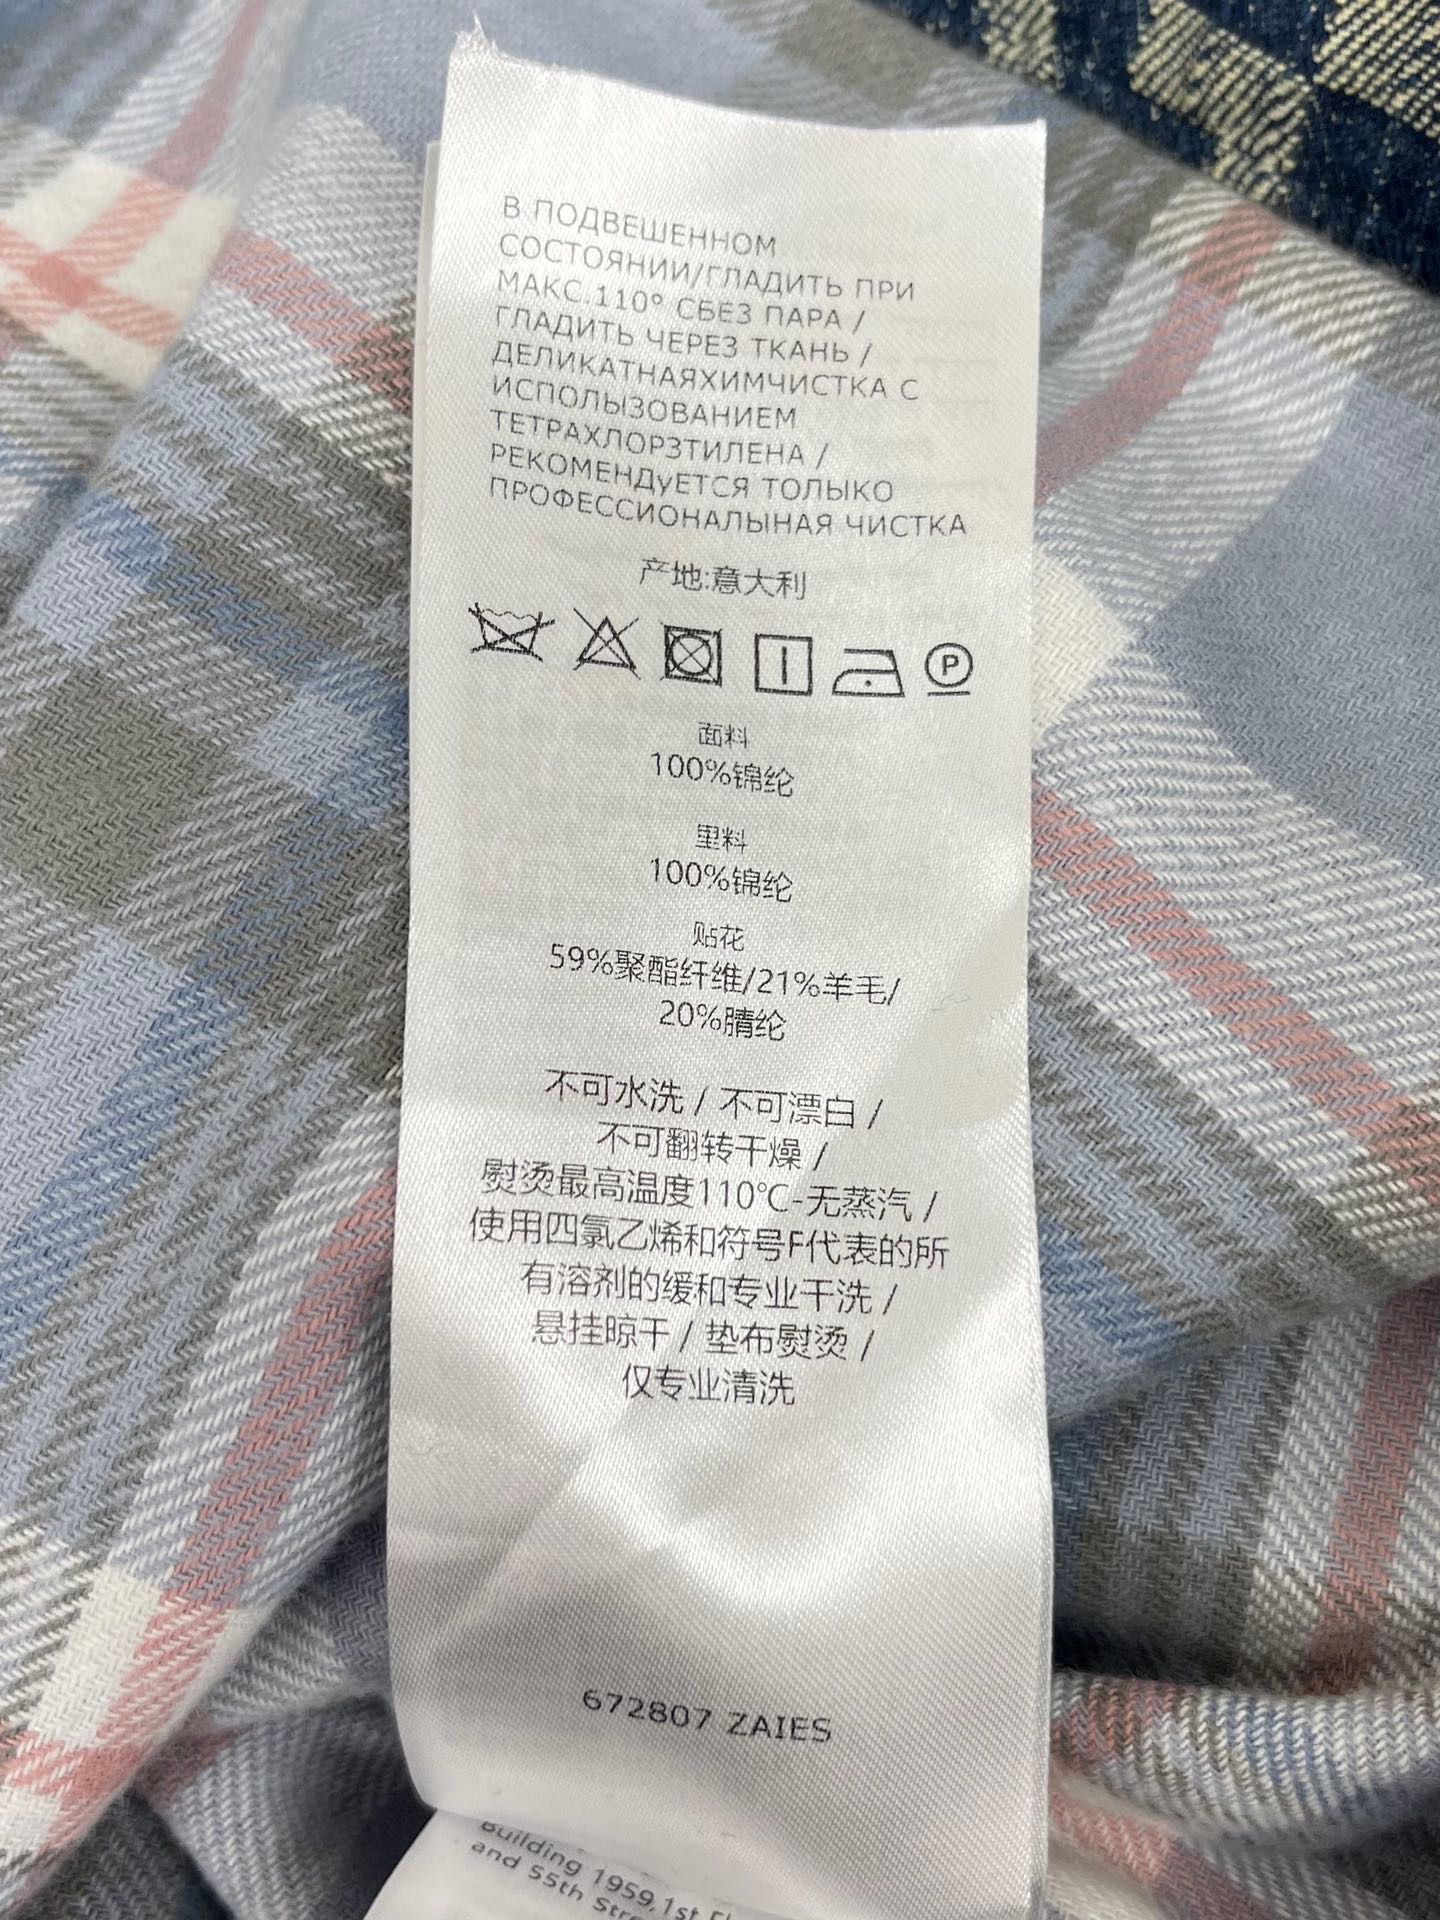 В ПОДВЕШЕННОМ
СОСТОЯНИИ/ГЛАДИТЬ ПРИ
МАКС.110° СБЕЗ ПАРА /
ГЛАДИТЬ ЧЕРЕЗ ТКАНЬ /
ДЕЛИКАТНАЯХИМЧИСТКА С
ИСПОЛЫЗОВАНИЕМ
ТЕТРАХЛОРЗТИЛЕНА /
РЕКОМЕНДУЕТСЯ ТОЛЫКО
ПРОФЕССИОНАЛЫНАЯ ЧИСТКА
产地:意大利
P
面料
100%锦纶
里料
100%锦纶
贴花
59%聚酯纤维/21%羊毛/
20%腈纶
不可水洗 / 不可漂白 /
不可翻转干燥 /
熨烫最高温度110℃-无蒸汽 /
使用四氯乙烯和符号F代表的所
有溶剂的缓和专业干洗 /
悬挂晾干 / 垫布熨烫 /
仅专业清洗
672807 ZAIES
Building 1959,1st
and 55th